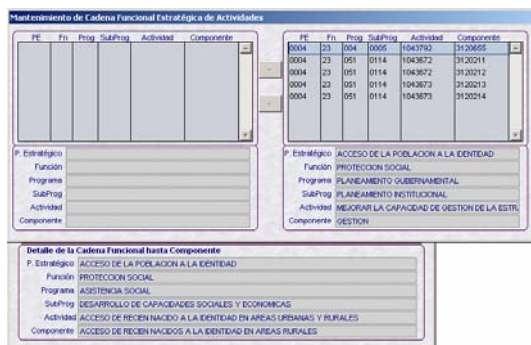 Mantenimiento de Cadena Funcional Estratégica de Actividades
PE Fn Prog SubProg Actividad Componente
PE Fn Prog SubProg Actividad Componente
0004 23 004 0005 1043792 3120655
0004 23 051 0114 1043672 3120211
0004 23 051 0114 1043672 3120212
0004 23 051 0114 1043673 3120213
0004 23 051 0114 1043673 3120214
P. Estratégico
Función
Programa
SubProg
Actividad
Componente
P. Estratégico ACCESO DE LA POBLACION A LA IDENTIDAD
Función PROTECCION SOCIAL
Programa PLANEAMIENTO GUBERNAMENTAL
SubProg PLANEAMIENTO INSTITUCIONAL
Actividad MEJORAR LA CAPACIDAD DE GESTION DE LA ESTR.
Componente GESTION
Detalle de la Cadena Funcional hasta Componente
P. Estratégico ACCESO DE LA POBLACION A LA IDENTIDAD
Función PROTECCION SOCIAL
Programa ASISTENCIA SOCIAL
SubProg DESARROLLO DE CAPACIDADES SOCIALES Y ECONOMICAS
Actividad ACCESO DE RECIEN NACIDO A LA IDENTIDAD EN AREAS URBANAS Y RURALES
Componente ACCESO DE RECIEN NACIDOS A LA IDENTIDAD EN AREAS RURALES